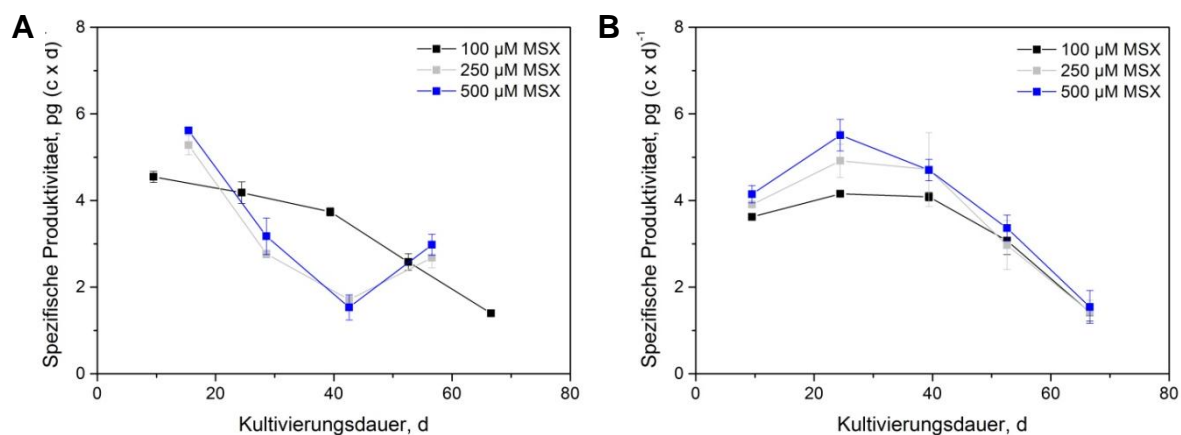 A
Spezifische Produktivitaet, pg (c x d)
8
6
4
2
0
100 µM MSX
250 µM MSX
500 µM MSX
0 20 40 60 80
Kultivierungsdauer, d
B
Spezifische Produktivitaet, pg (c x d)⁻¹
8
6
4
2
0
100 µM MSX
250 µM MSX
500 µM MSX
0 20 40 60 80
Kultivierungsdauer, d